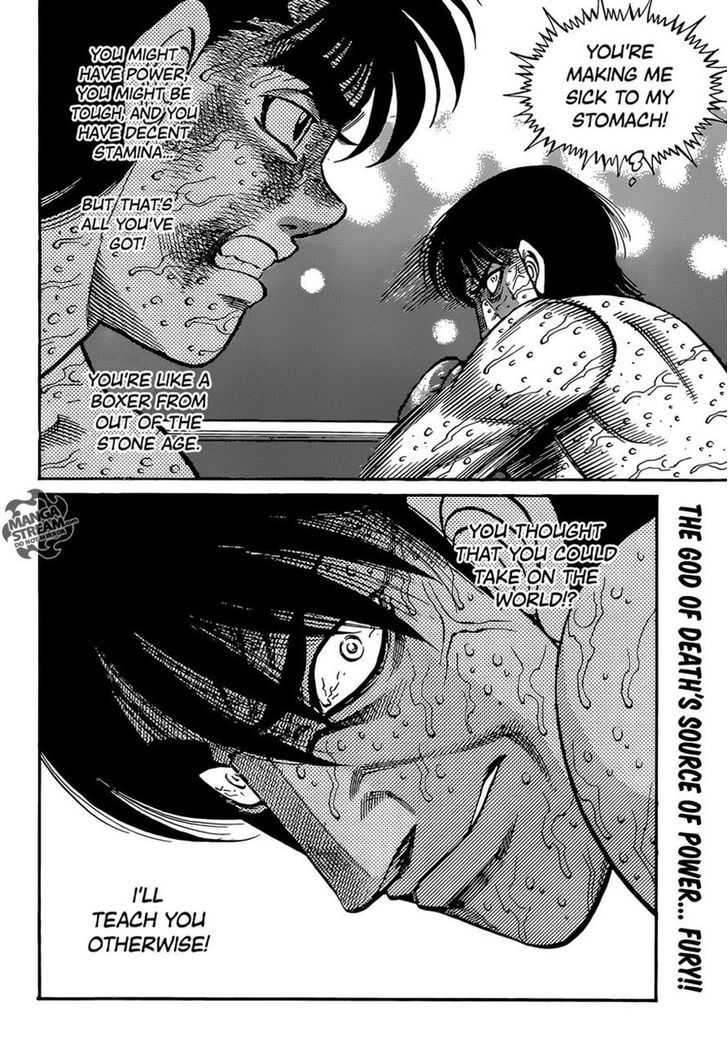 YOU'RE
MAKING ME
SICK TO MY
STOMACH!
YOU MIGHT
HAVE POWER,
YOU MIGHT BE
TOUGH, AND YOU
HAVE DECENT
STAMINA...
BUT THAT'S
ALL YOU'VE
GOT!
YOU'RE LIKE A
BOXER FROM
OUT OF THE
STONE AGE.
MANGA
STREAM
YOU THOUGHT
THAT YOU COULD
TAKE ON THE
WORLD!?
I'LL
TEACH YOU
OTHERWISE!
THE GOD OF DEATH'S SOURCE OF POWER... FURY!!